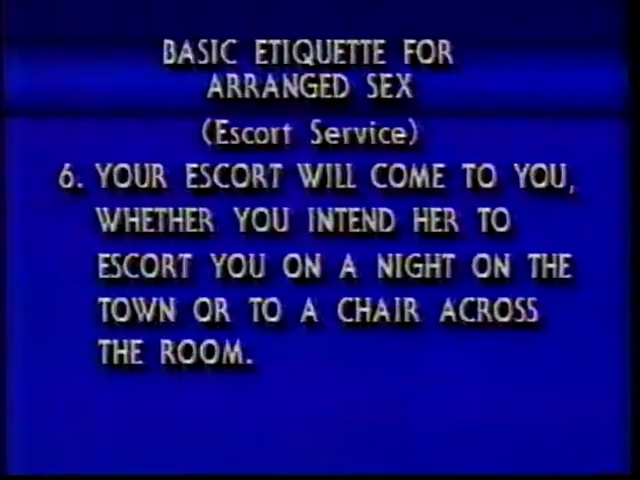 BASIC ETIQUETTE FOR
ARRANGED SEX
(Escort Service)
6. YOUR ESCORT WILL COME TO YOU,
WHETHER YOU INTEND HER TO
ESCORT YOU ON A NIGHT ON THE
TOWN OR TO A CHAIR ACROSS
THE ROOM.